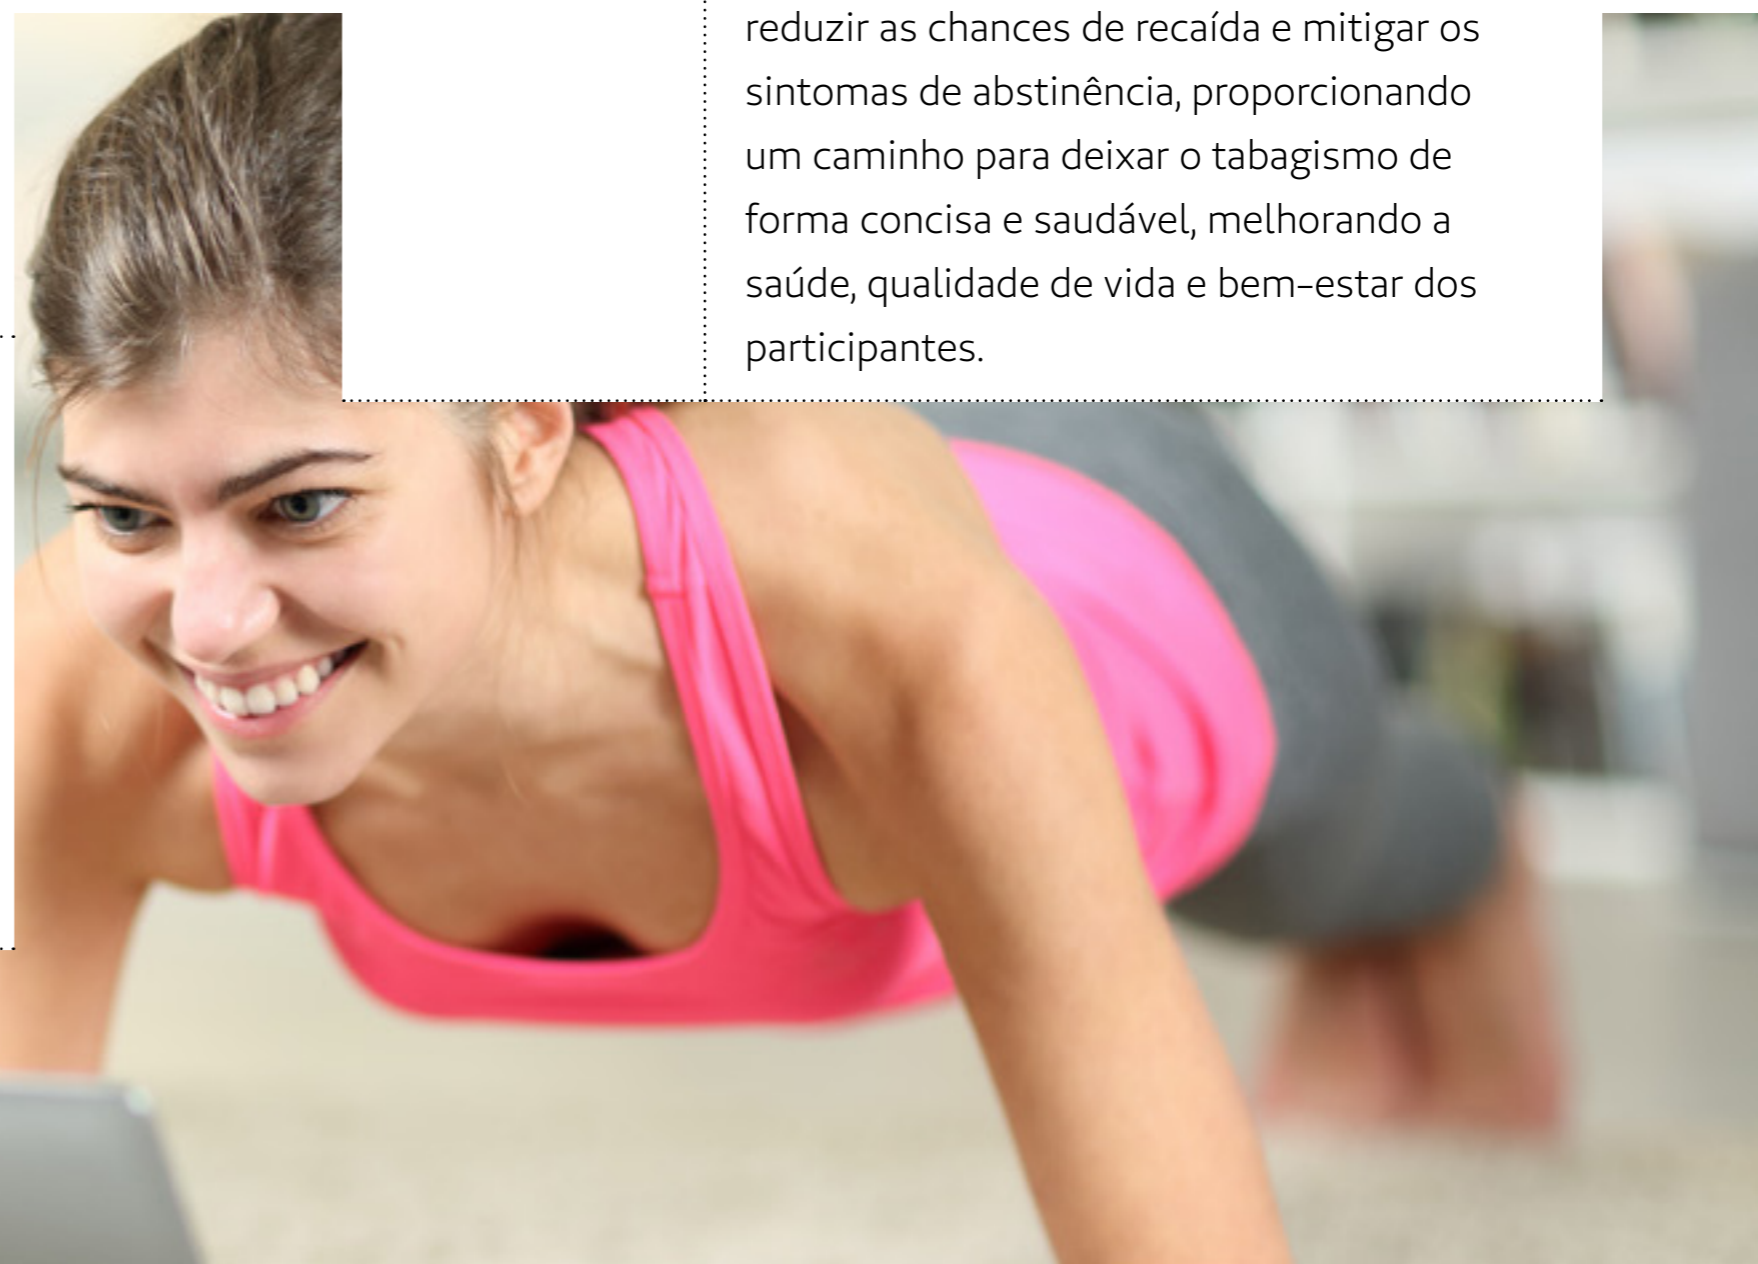 reduzir as chances de recaída e mitigar os
sintomas de abstinência, proporcionando
um caminho para deixar o tabagismo de
forma concisa e saudável, melhorando a
saúde, qualidade de vida e bem-estar dos
participantes.